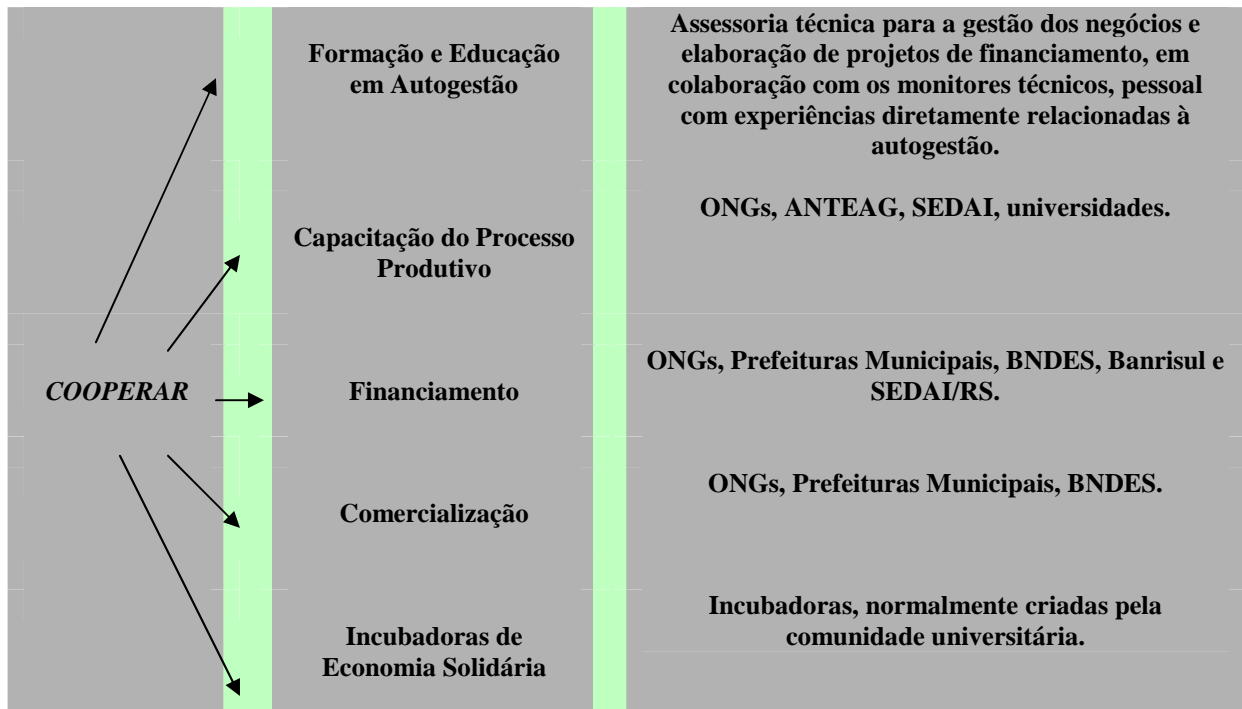 Formação e Educação
em Autogestão
Assessoria técnica para a gestão dos negócios e
elaboração de projetos de financiamento, em
colaboração com os monitores técnicos, pessoal
com experiências diretamente relacionadas à
autogestão.
Capacitação do Processo
Produtivo
ONGs, ANTEAG, SEDAI, universidades.
COOPERAR
Financiamento
ONGs, Prefeituras Municipais, BNDES, Banrisul e
SEDAI/RS.
Comercialização
ONGs, Prefeituras Municipais, BNDES.
Incubadoras de
Economia Solidária
Incubadoras, normalmente criadas pela
comunidade universitária.